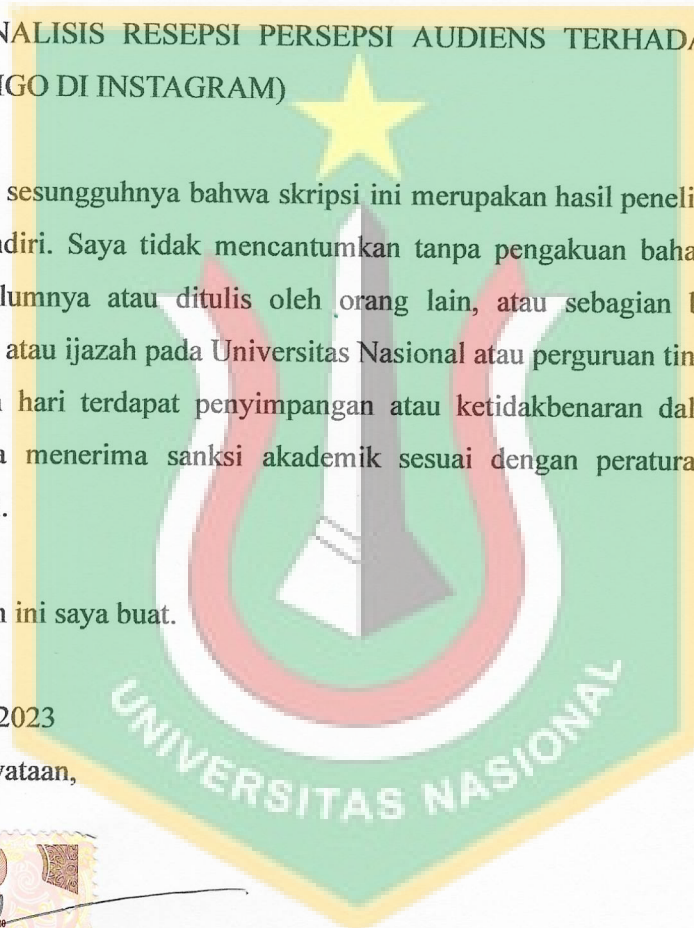 NALISIS RESEPSI PERSEPSI AUDIENS TERHADA
IGO DI INSTAGRAM)
sesungguhnya bahwa skripsi ini merupakan hasil peneli
ndiri. Saya tidak mencantumkan tanpa pengakuan baha
lumnya atau ditulis oleh orang lain, atau sebagian b
atau ijazah pada Universitas Nasional atau perguruan tin
n hari terdapat penyimpangan atau ketidakbenaran dal
a menerima sanksi akademik sesuai dengan peratura
.
n ini saya buat.
2023
yataan,
UNIVERSITAS NASIONAL